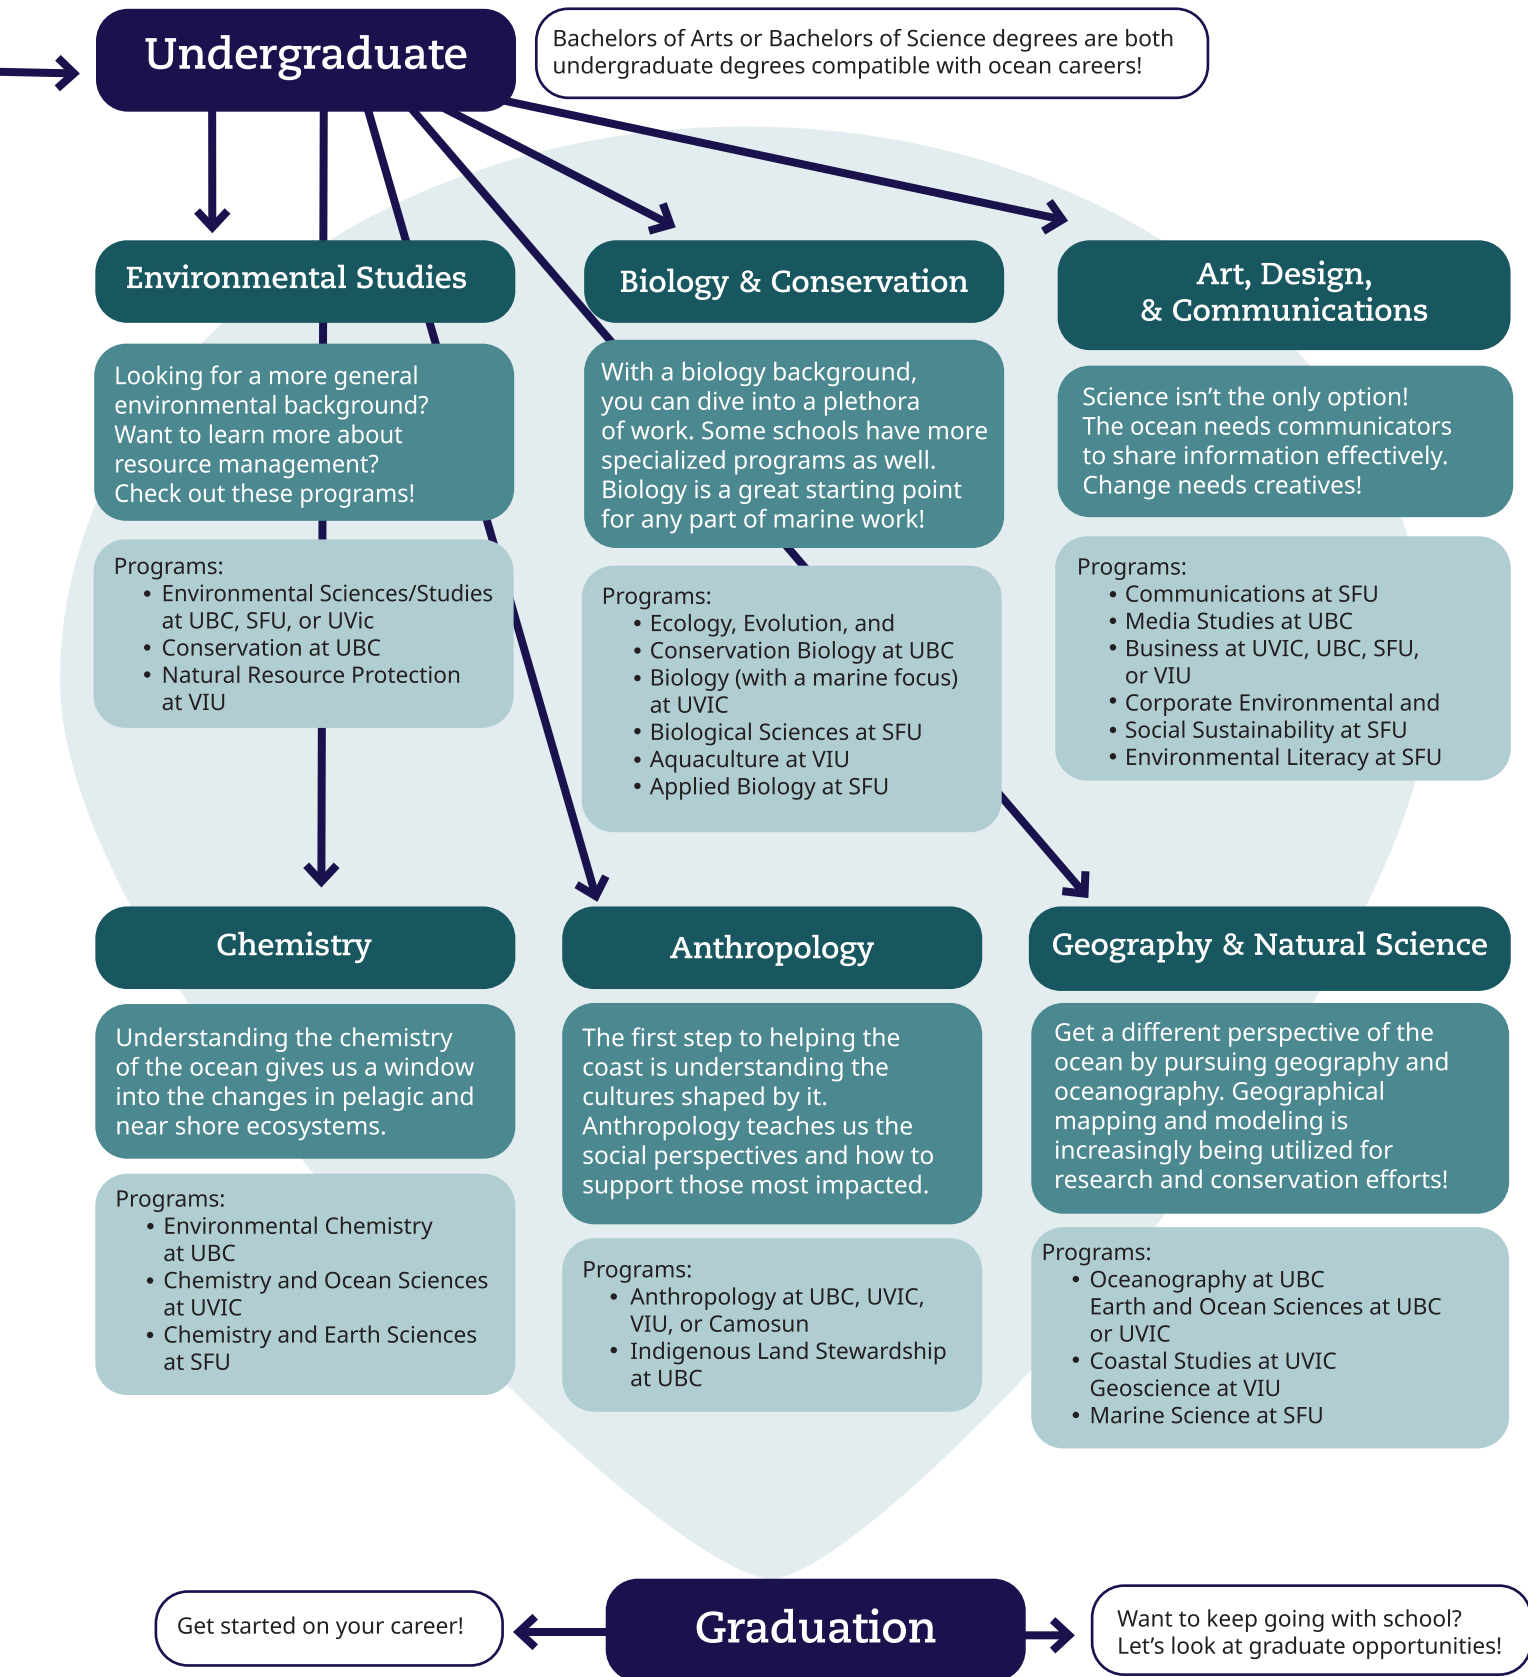 Undergraduate
Bachelors of Arts or Bachelors of Science degrees are both
undergraduate degrees compatible with ocean careers!
Environmental Studies
Looking for a more general
environmental background?
Want to learn more about
resource management?
Check out these programs!
Programs:
• Environmental Sciences/Studies
at UBC, SFU, or UVic
• Conservation at UBC
• Natural Resource Protection
at VIU
Biology & Conservation
With a biology background,
you can dive into a plethora
of work. Some schools have more
specialized programs as well.
Biology is a great starting point
for any part of marine work!
Programs:
• Ecology, Evolution, and
• Conservation Biology at UBC
• Biology (with a marine focus)
at UVIC
• Biological Sciences at SFU
• Aquaculture at VIU
• Applied Biology at SFU
Art, Design,
& Communications
Science isn’t the only option!
The ocean needs communicators
to share information effectively.
Change needs creatives!
Programs:
• Communications at SFU
• Media Studies at UBC
• Business at UVIC, UBC, SFU,
or VIU
• Corporate Environmental and
• Social Sustainability at SFU
• Environmental Literacy at SFU
Chemistry
Understanding the chemistry
of the ocean gives us a window
into the changes in pelagic and
near shore ecosystems.
Programs:
• Environmental Chemistry
at UBC
• Chemistry and Ocean Sciences
at UVIC
• Chemistry and Earth Sciences
at SFU
Anthropology
The first step to helping the
coast is understanding the
cultures shaped by it.
Anthropology teaches us the
social perspectives and how to
support those most impacted.
Programs:
• Anthropology at UBC, UVIC,
VIU, or Camosun
• Indigenous Land Stewardship
at UBC
Geography & Natural Science
Get a different perspective of the
ocean by pursuing geography and
oceanography. Geographical
mapping and modeling is
increasingly being utilized for
research and conservation efforts!
Programs:
• Oceanography at UBC
Earth and Ocean Sciences at UBC
or UVIC
• Coastal Studies at UVIC
Geoscience at VIU
• Marine Science at SFU
Get started on your career!
Graduation
Want to keep going with school?
Let’s look at graduate opportunities!